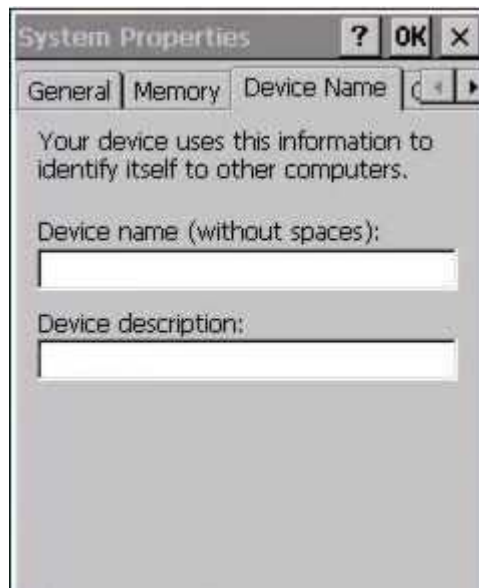 System Properties ? OK ×
General Memory Device Name
Your device uses this information to
identify itself to other computers.
Device name (without spaces):
Device description: